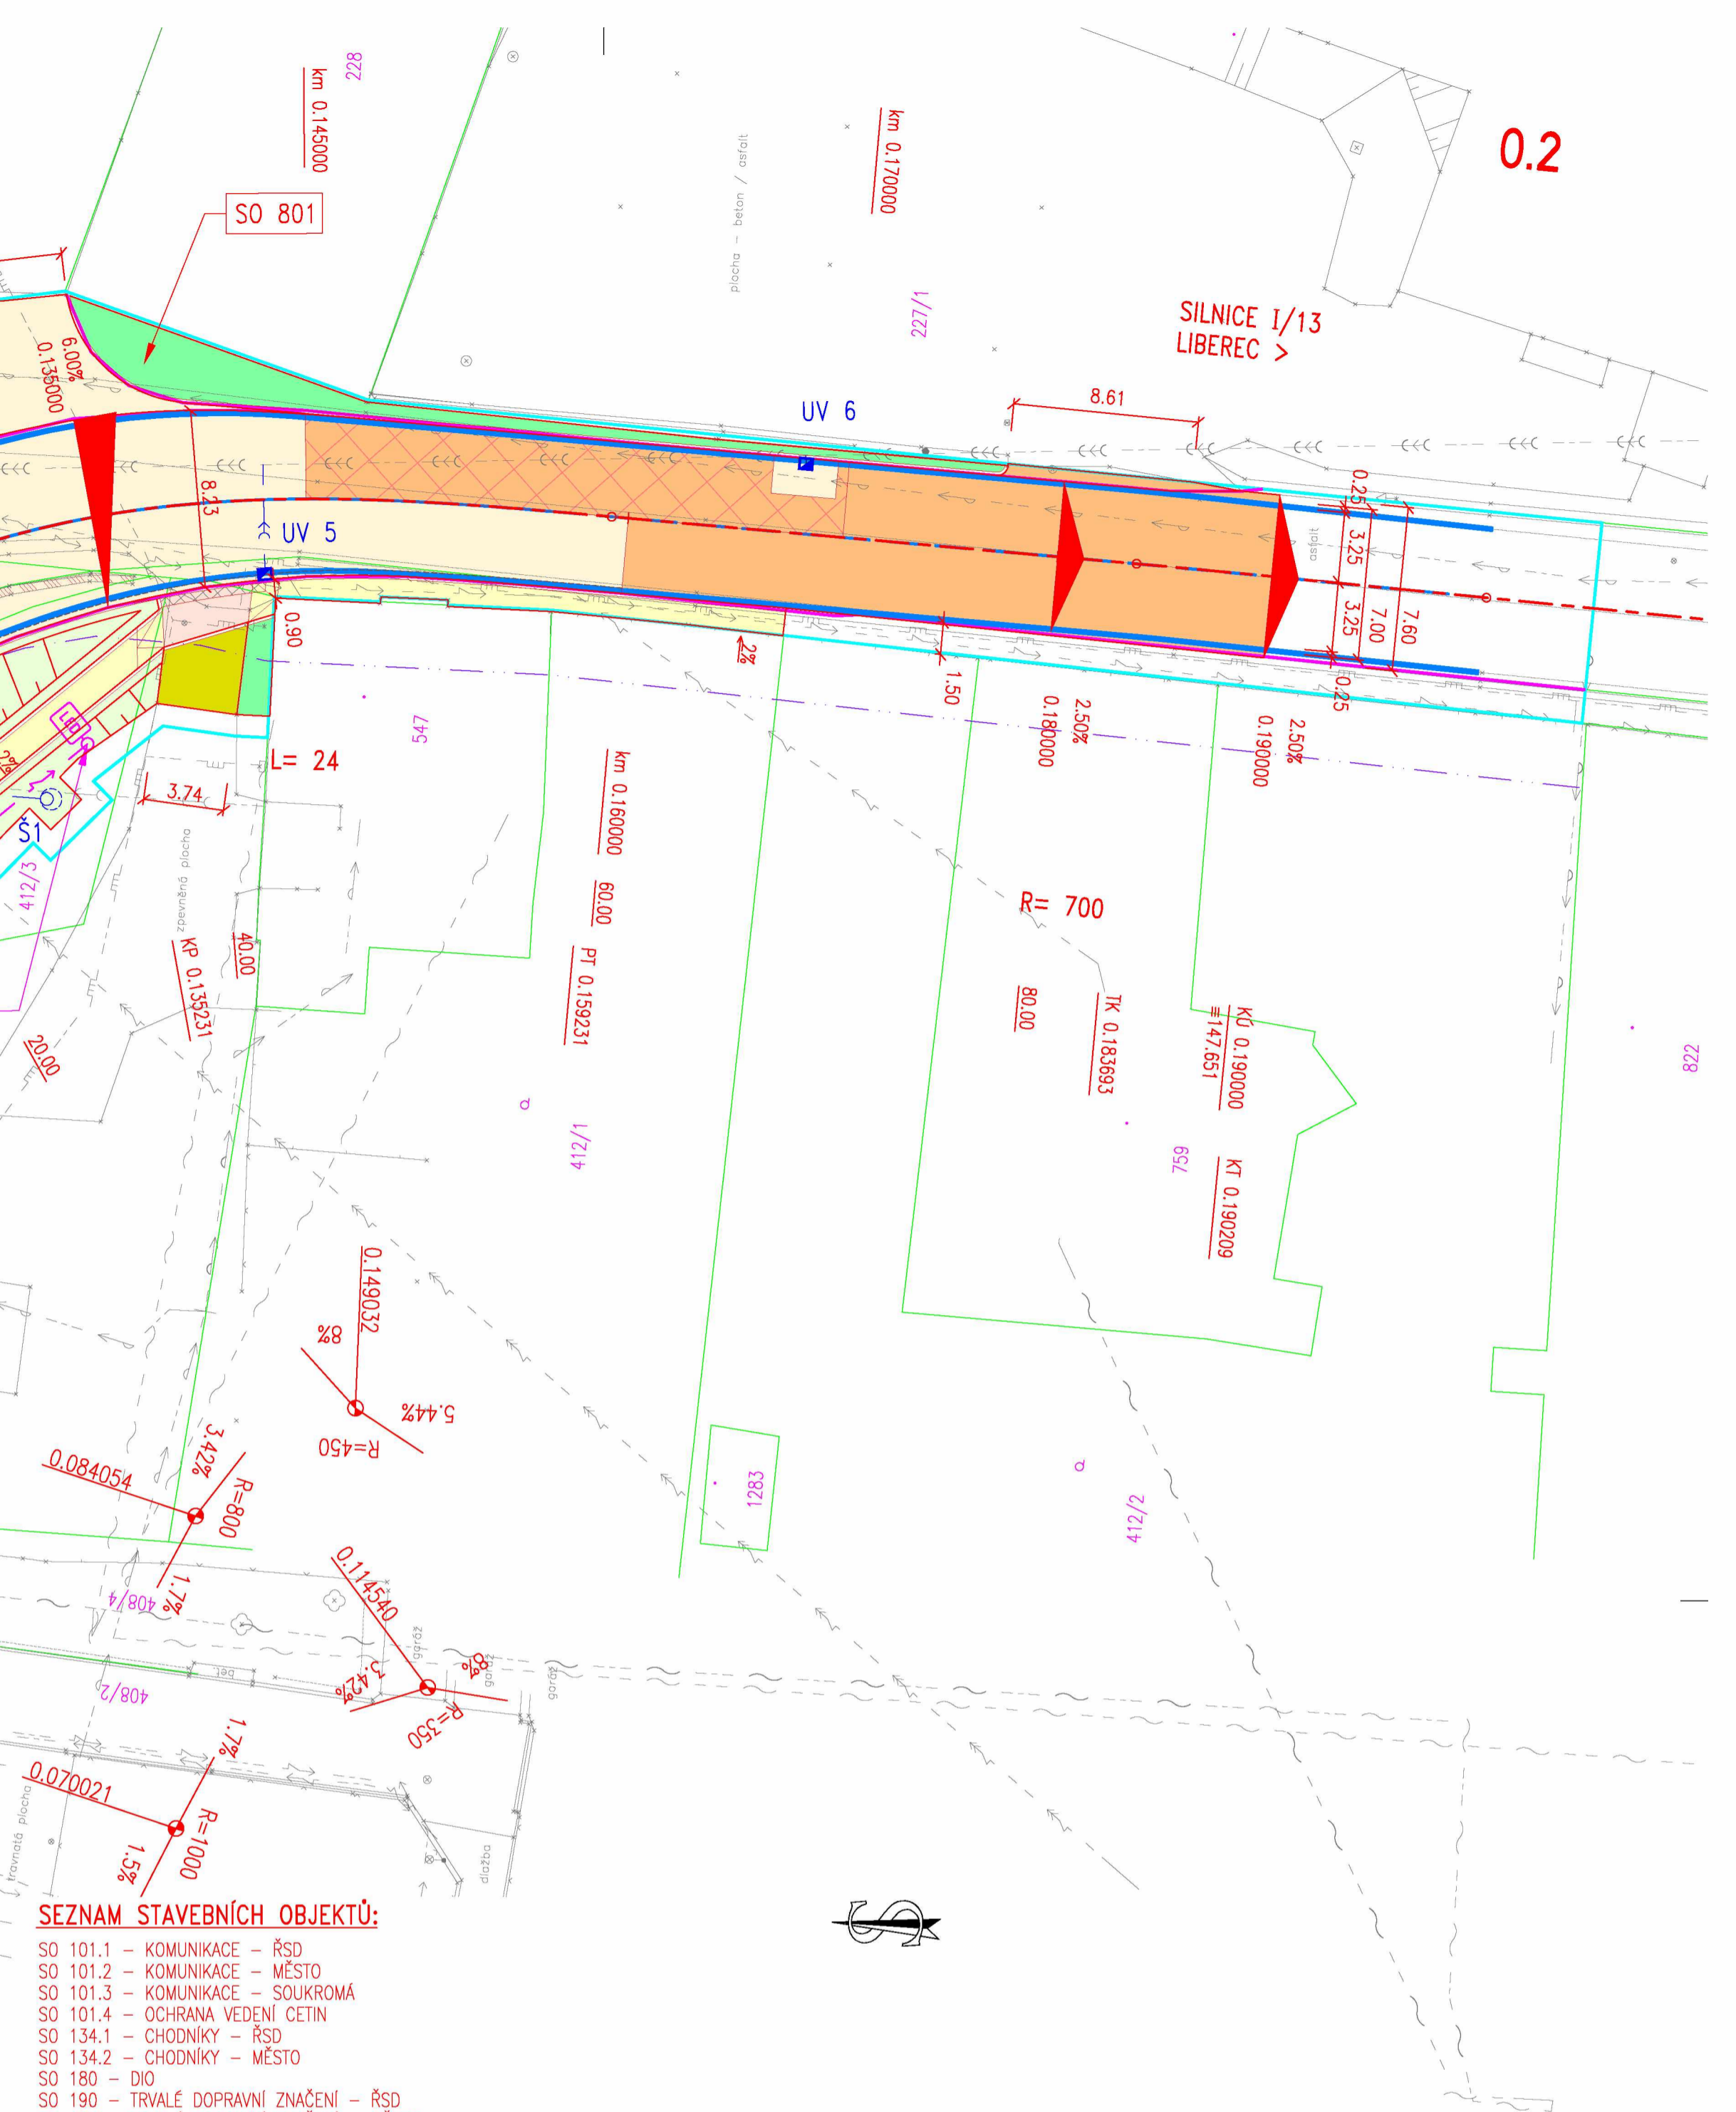 0.2
228
km 0.145000
SO 801
plocha - beton / asfalt
km 0.170000
227/1
SILNICE I/13
LIBEREC >
6.00%
0.135000
8.23
UV 5
UV 6
8.61
asfalt
0.25
3.25
3.25
0.25
7.00
7.60
0.90
2%
1.50
2.50%
0.180000
2.50%
0.190000
547
L= 24
3.74
2%
Š1
412/3
zpevněná plocha
KP 0.135231
40.00
20.00
km 0.160000
60.00
PT 0.159231
412/1
R= 700
80.00
TK 0.183693
KÚ 0.190000
≡147.651
KT 0.190209
759
822
0.149032
8%
5.44%
R=450
0.084054
3.42%
R=800
1.7%
408/4
0.114540
3.42%
8%
R=350
garáž
garáž
garáž
1283
412/2
bet.
408/2
1.7%
0.070021
R=1000
1.5%
travnatá plocha
dlažba
SEZNAM STAVEBNÍCH OBJEKTŮ:
SO 101.1 – KOMUNIKACE – ŘSD
SO 101.2 – KOMUNIKACE – MĚSTO
SO 101.3 – KOMUNIKACE – SOUKROMÁ
SO 101.4 – OCHRANA VEDENÍ CETIN
SO 134.1 – CHODNÍKY – ŘSD
SO 134.2 – CHODNÍKY – MĚSTO
SO 180 – DIO
SO 190 – TRVALÉ DOPRAVNÍ ZNAČENÍ – ŘSD